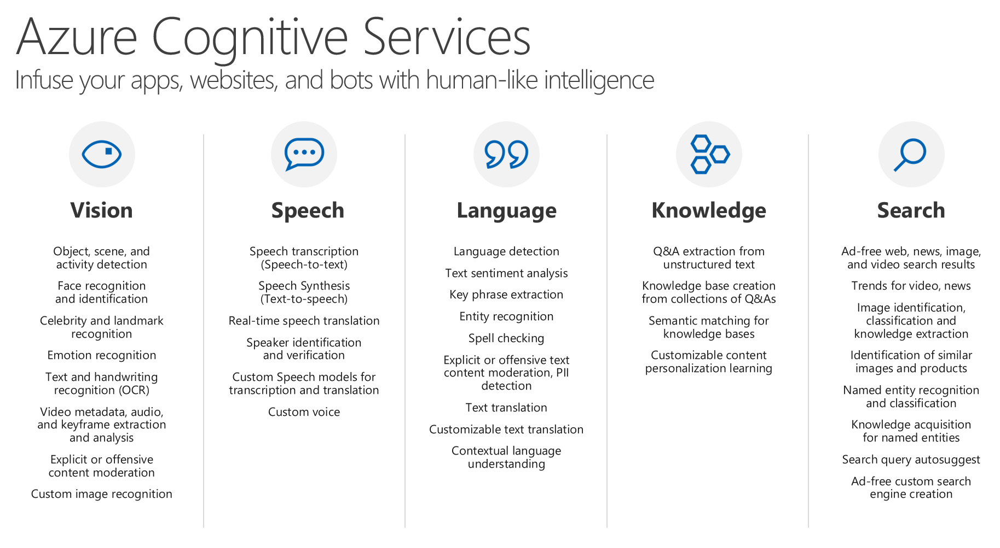 Azure Cognitive Services
Infuse your apps, websites, and bots with human-like intelligence
Vision
Object, scene, and
activity detection
Face recognition
and identification
Celebrity and landmark
recognition
Emotion recognition
Text and handwriting
recognition (OCR)
Video metadata, audio,
and keyframe extraction
and analysis
Explicit or offensive
content moderation
Custom image recognition
Speech
Speech transcription
(Speech-to-text)
Speech Synthesis
(Text-to-speech)
Real-time speech translation
Speaker identification
and verification
Custom Speech models for
transcription and translation
Custom voice
Language
Language detection
Text sentiment analysis
Key phrase extraction
Entity recognition
Spell checking
Explicit or offensive text
content moderation, PII
detection
Text translation
Customizable text translation
Contextual language
understanding
Knowledge
Q&A extraction from
unstructured text
Knowledge base creation
from collections of Q&As
Semantic matching for
knowledge bases
Customizable content
personalization learning
Search
Ad-free web, news, image,
and video search results
Trends for video, news
Image identification,
classification and
knowledge extraction
Identification of similar
images and products
Named entity recognition
and classification
Knowledge acquisition
for named entities
Search query autosuggest
Ad-free custom search
engine creation